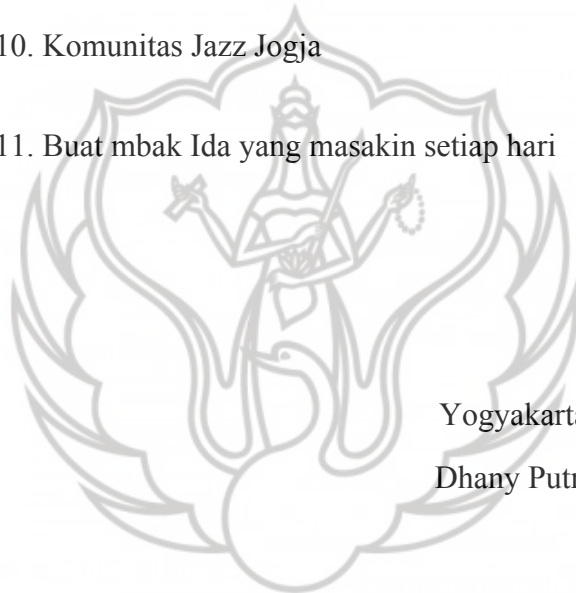 10. Komunitas Jazz Jogja
11. Buat mbak Ida yang masakin setiap hari
Yogyakarta
Dhany Putr